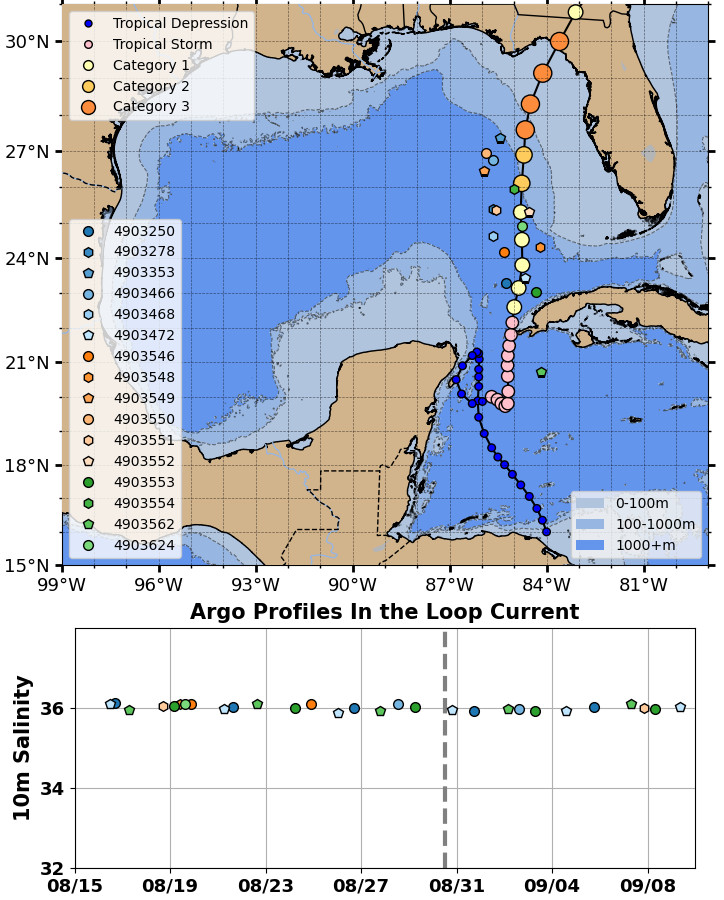 Tropical Depression
Tropical Storm
Category 1
Category 2
Category 3
30°N
27°N
24°N
21°N
18°N
15°N
4903250
4903278
4903353
4903466
4903468
4903472
4903546
4903548
4903549
4903550
4903551
4903552
4903553
4903554
4903562
4903624
0-100m
100-1000m
1000+m
99°W 96°W 93°W 90°W 87°W 84°W 81°W
Argo Profiles In the Loop Current
10m Salinity
36
34
32
08/15 08/19 08/23 08/27 08/31 09/04 09/08